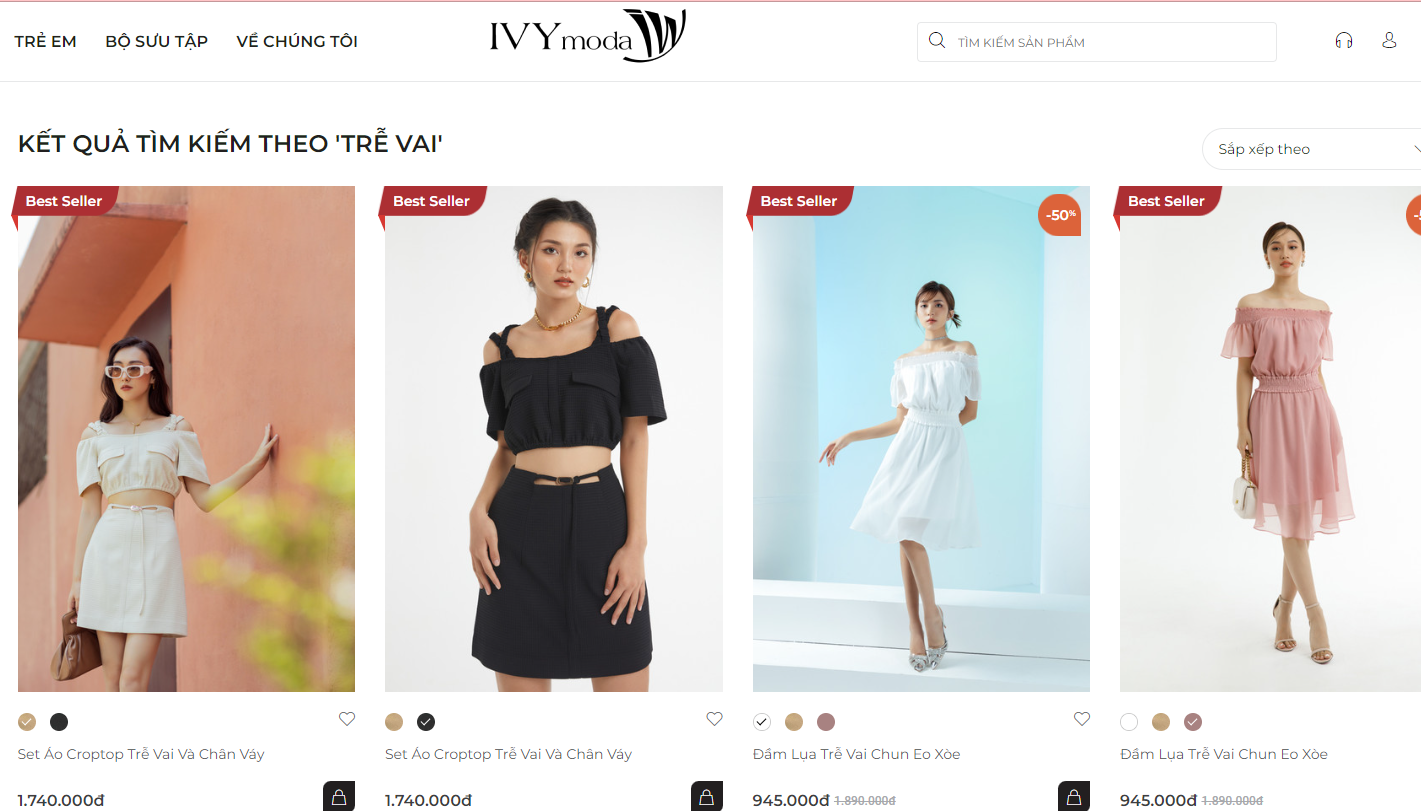 TRẺ EM
BỘ SƯU TẬP
VỀ CHÚNG TÔI
IVYmoda
TÌM KIẾM SẢN PHẨM
KẾT QUẢ TÌM KIẾM THEO 'TRỄ VAI'
Sắp xếp theo
Best Seller
Best Seller
Best Seller
-50%
Best Seller
Set Áo Croptop Trễ Vai Và Chân Váy
Set Áo Croptop Trễ Vai Và Chân Váy
Đầm Lụa Trễ Vai Chun Eo Xòe
Đầm Lụa Trễ Vai Chun Eo Xòe
1.740.000đ
1.740.000đ
945.000đ 1.890.000đ
945.000đ 1.890.000đ